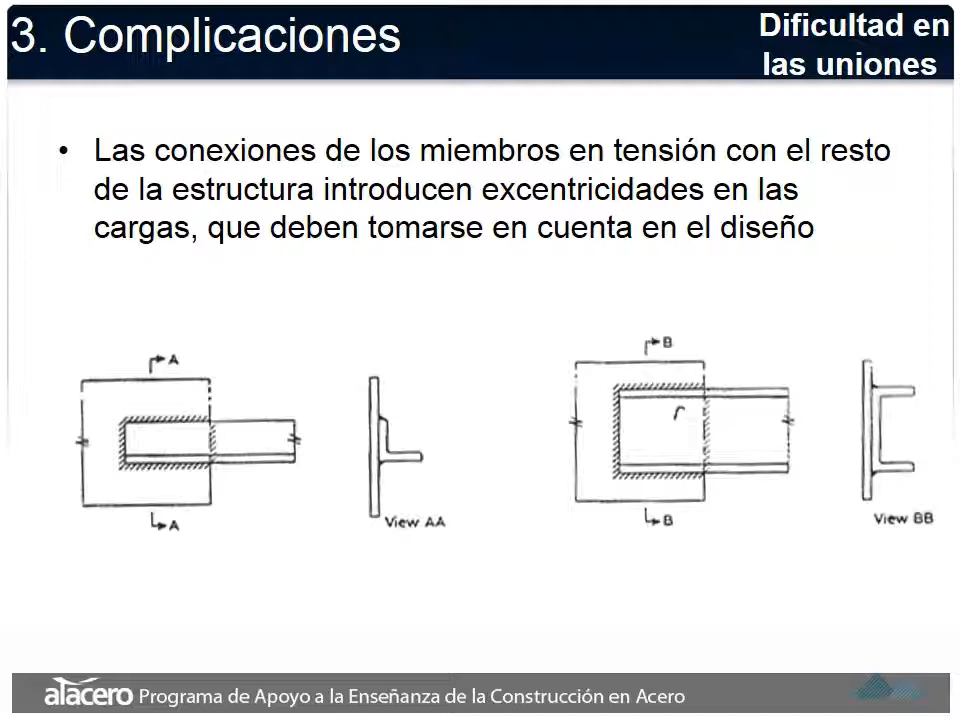 3. Complicaciones
Dificultad en
las uniones
• Las conexiones de los miembros en tensión con el resto
de la estructura introducen excentricidades en las
cargas, que deben tomarse en cuenta en el diseño
A
A
View AA
B
r
B
View BB
alacero Programa de Apoyo a la Enseñanza de la Construcción en Acero